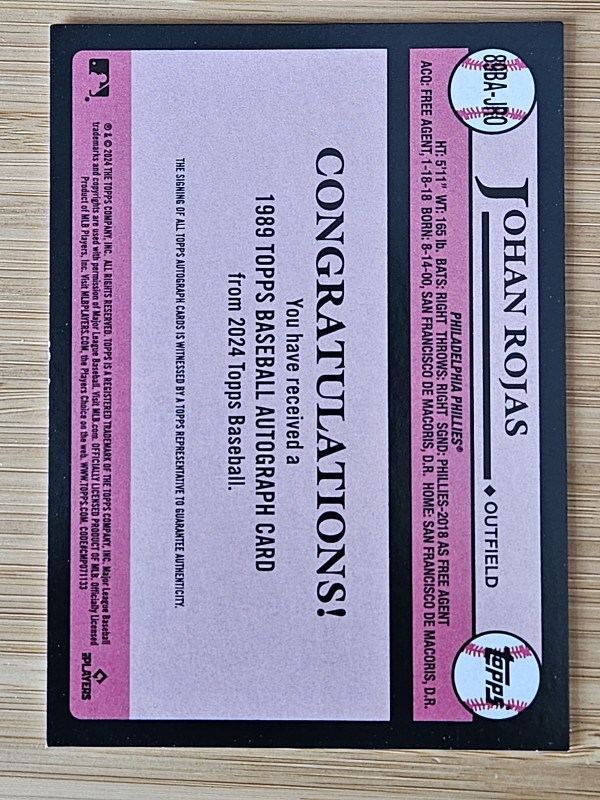 89BA-JRO
JOHAN ROJAS
◆ OUTFIELD
topps
PHILADELPHIA PHILLIES®
HT: 5'11" WT: 165 lb. BATS: RIGHT THROWS: RIGHT SGND: PHILLIES-2018 AS FREE AGENT
ACQ: FREE AGENT, 1-18-18 BORN: 8-14-00, SAN FRANCISCO DE MACORIS, D.R. HOME: SAN FRANCISCO DE MACORIS, D.R.
CONGRATULATIONS!
You have received a
1989 TOPPS BASEBALL AUTOGRAPH CARD
from 2024 Topps Baseball.
THE SIGNING OF ALL TOPPS AUTOGRAPH CARDS IS WITNESSED BY A TOPPS REPRESENTATIVE TO GUARANTEE AUTHENTICITY.
® & © 2024 THE TOPPS COMPANY, INC. ALL RIGHTS RESERVED. TOPPS IS A REGISTERED TRADEMARK OF THE TOPPS COMPANY, INC. Major League Baseball
trademarks and copyrights are used with permission of Major League Baseball. Visit MLB.com. OFFICIALLY LICENSED PRODUCT OF MLB. Officially Licensed
Product of MLB Players, Inc. Visit MLBPLAYERS.COM, the Players Choice on the web. WWW.TOPPS.COM. CODE#CMP071133
PLAYERS